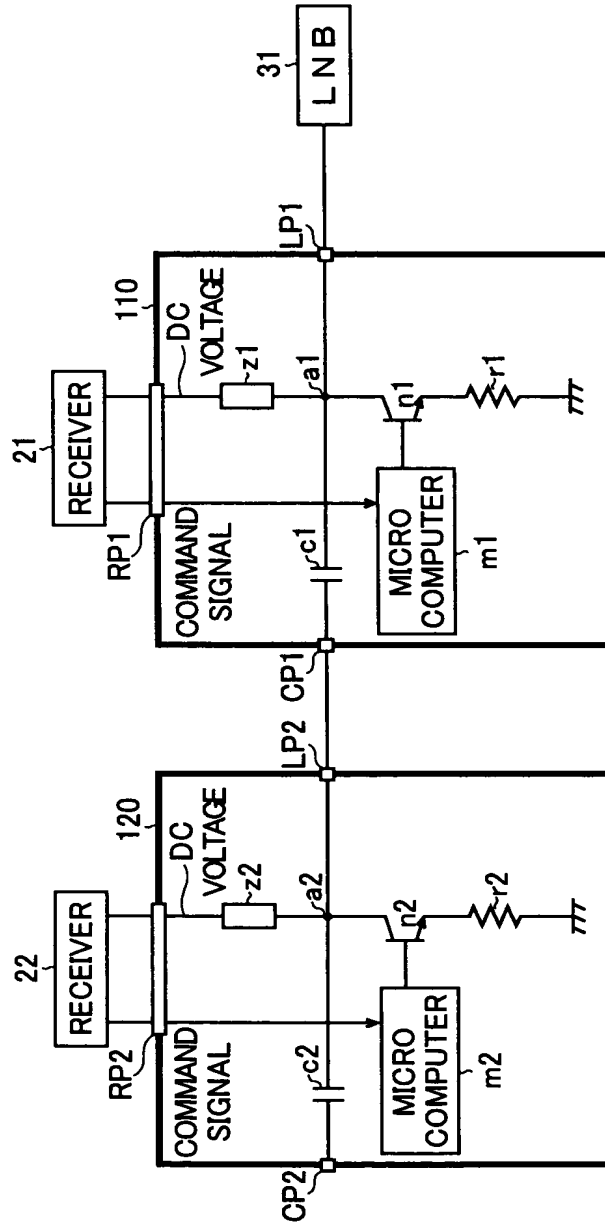 22
RECEIVER
RP2
120
COMMAND
SIGNAL
DC
VOLTAGE
z2
c2
a2
CP2
LP2
MICRO
COMPUTER
m2
n2
r2
21
RECEIVER
RP1
110
COMMAND
SIGNAL
DC
VOLTAGE
z1
c1
a1
CP1
LP1
MICRO
COMPUTER
m1
n1
r1
31
LNB